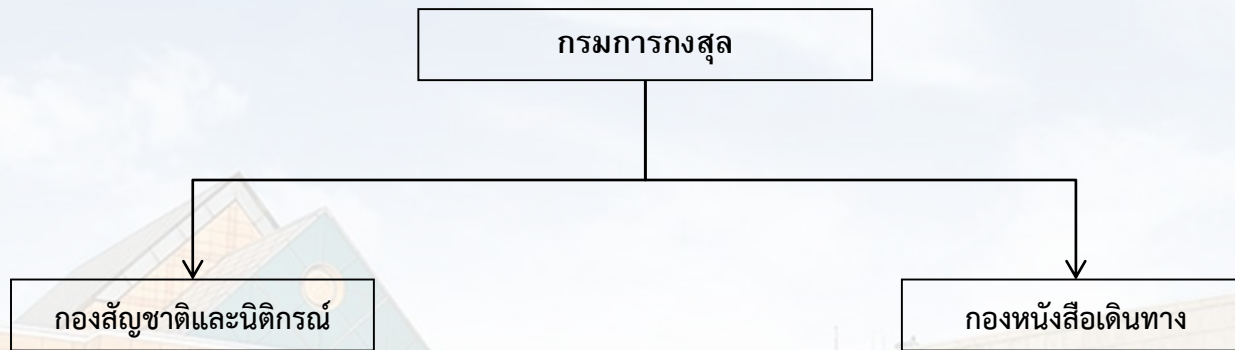 กรมการกงสุล
กองสัญชาติและนิติกรณ์
กองหนังสือเดินทาง